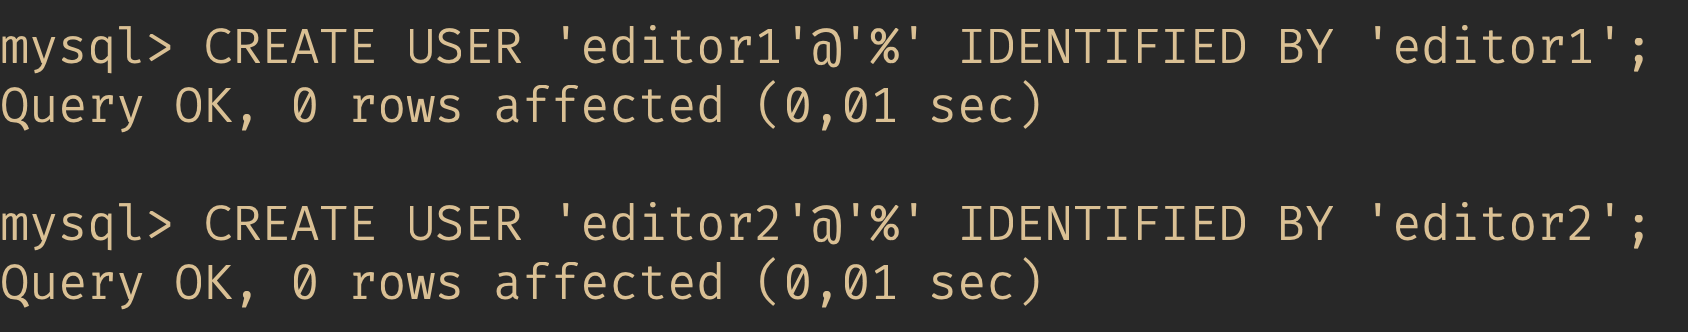 mysql> CREATE USER 'editor1'@'%' IDENTIFIED BY 'editor1';
Query OK, 0 rows affected (0,01 sec)
mysql> CREATE USER 'editor2'@'%' IDENTIFIED BY 'editor2';
Query OK, 0 rows affected (0,01 sec)